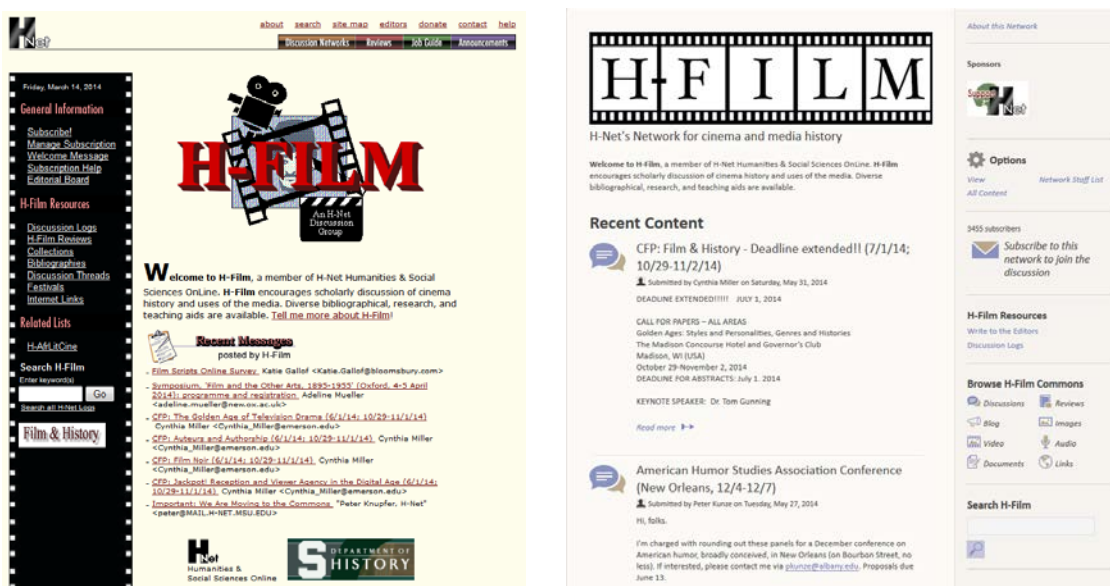 H
Net
about search site map editors donate contact help
Discussion Networks Reviews Job Guide Announcements
Friday, March 14, 2014
General Information
Subscribe!
Manage Subscription
Welcome Message
Subscription Help
Editorial Board
H-Film Resources
Discussion Logs
H-Film Reviews
Collections
Bibliographies
Discussion Threads
Festivals
Internet Links
Related Lists
H-AfrLitCine
Search H-Film
Enter keyword(s)
Go
Search all H-Net Logs
Film & History
H-FILM
An H-Net
Discussion
Group
Welcome to H-Film, a member of H-Net Humanities & Social
Sciences OnLine. H-Film encourages scholarly discussion of cinema
history and uses of the media. Diverse bibliographical, research, and
teaching aids are available. Tell me more about H-Film!
Recent Messages
posted by H-Film
Film Scripts Online Survey Katie Gallof <Katie.Gallof@bloomsbury.com>
Symposium, 'Film and the Other Arts, 1895-1955' (Oxford, 4-5 April
2014): programme and registration Adeline Mueller
<adeline.mueller@new.ox.ac.uk>
CFP: The Golden Age of Television Drama (6/1/14; 10/29-11/1/14)
Cynthia Miller <Cynthia_Miller@emerson.edu>
CFP: Auteurs and Authorship (6/1/14; 10/29-11/1/14) Cynthia Miller
<Cynthia_Miller@emerson.edu>
CFP: Film Noir (6/1/14; 10/29-11/1/14) Cynthia Miller
<Cynthia_Miller@emerson.edu>
CFP: Jackpot! Reception and Viewer Agency in the Digital Age (6/1/14;
10/29-11/1/14) Cynthia Miller <Cynthia_Miller@emerson.edu>
Important: We Are Moving to the Commons "Peter Knupfer, H-Net"
<peter@MAIL.H-NET.MSU.EDU>
H
Net
Humanities &
Social Sciences Online
S DEPARTMENT OF
HISTORY
H-FILM
H-Net's Network for cinema and media history
Welcome to H-Film, a member of H-Net Humanities & Social Sciences OnLine. H-Film
encourages scholarly discussion of cinema history and uses of the media. Diverse
bibliographical, research, and teaching aids are available.
Recent Content
CFP: Film & History - Deadline extended!! (7/1/14;
10/29-11/2/14)
Submitted by Cynthia Miller on Saturday, May 31, 2014
DEADLINE EXTENDED!!!!! JULY 1, 2014
CALL FOR PAPERS – ALL AREAS
Golden Ages: Styles and Personalities, Genres and Histories
The Madison Concourse Hotel and Governor's Club
Madison, WI (USA)
October 29-November 2, 2014
DEADLINE FOR ABSTRACTS: July 1. 2014
KEYNOTE SPEAKER: Dr. Tom Gunning
Read more
American Humor Studies Association Conference
(New Orleans, 12/4-12/7)
Submitted by Peter Kunze on Tuesday, May 27, 2014
Hi, folks.
I'm charged with rounding out these panels for a December conference on
American humor, broadly conceived, in New Orleans (on Bourbon Street, no
less). If interested, please contact me via pkunze@albany.edu. Proposals due
June 13.
About this Network
Sponsors
Support
H
Net
Options
View Network Staff List
All Content
3455 subscribers
Subscribe to this
network to join the
discussion
H-Film Resources
Write to the Editors
Discussion Logs
Browse H-Film Commons
Discussions Reviews
Blog Images
Video Audio
Documents Links
Search H-Film